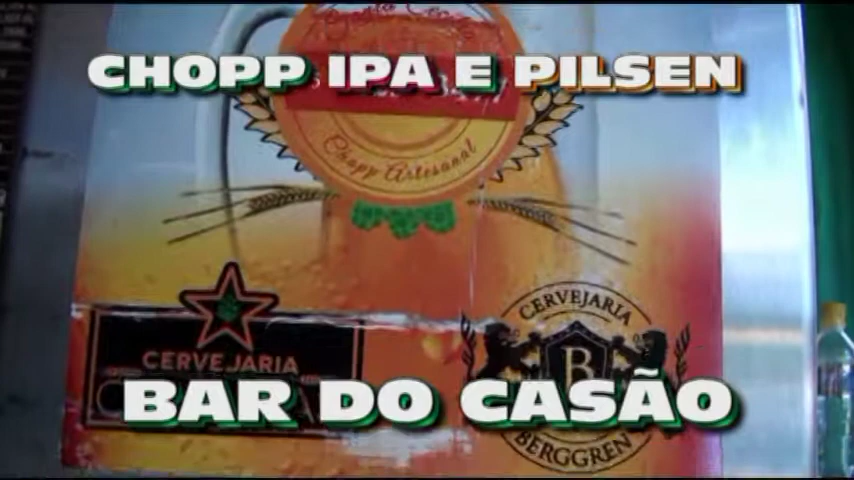 CHOPP IPA E PILSEN
Chopp Artesanal
CERVEJARIA
CERVEJARIA
B
BAR DO CASÃO
BERGGREN